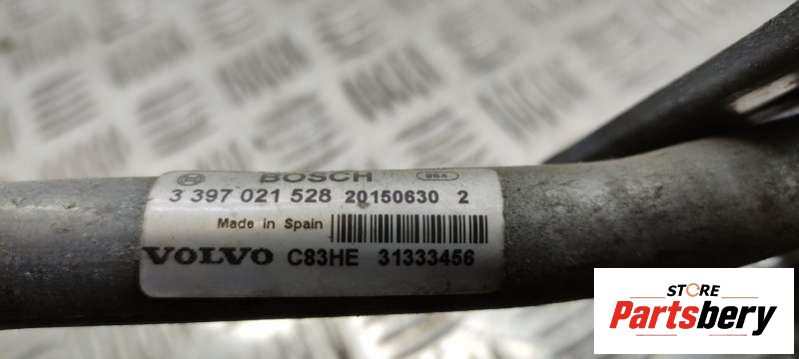 BOSCH
3 397 021 528 20150630 2
Made in Spain
VOLVO C83HE 31333456
STORE
Partsbery